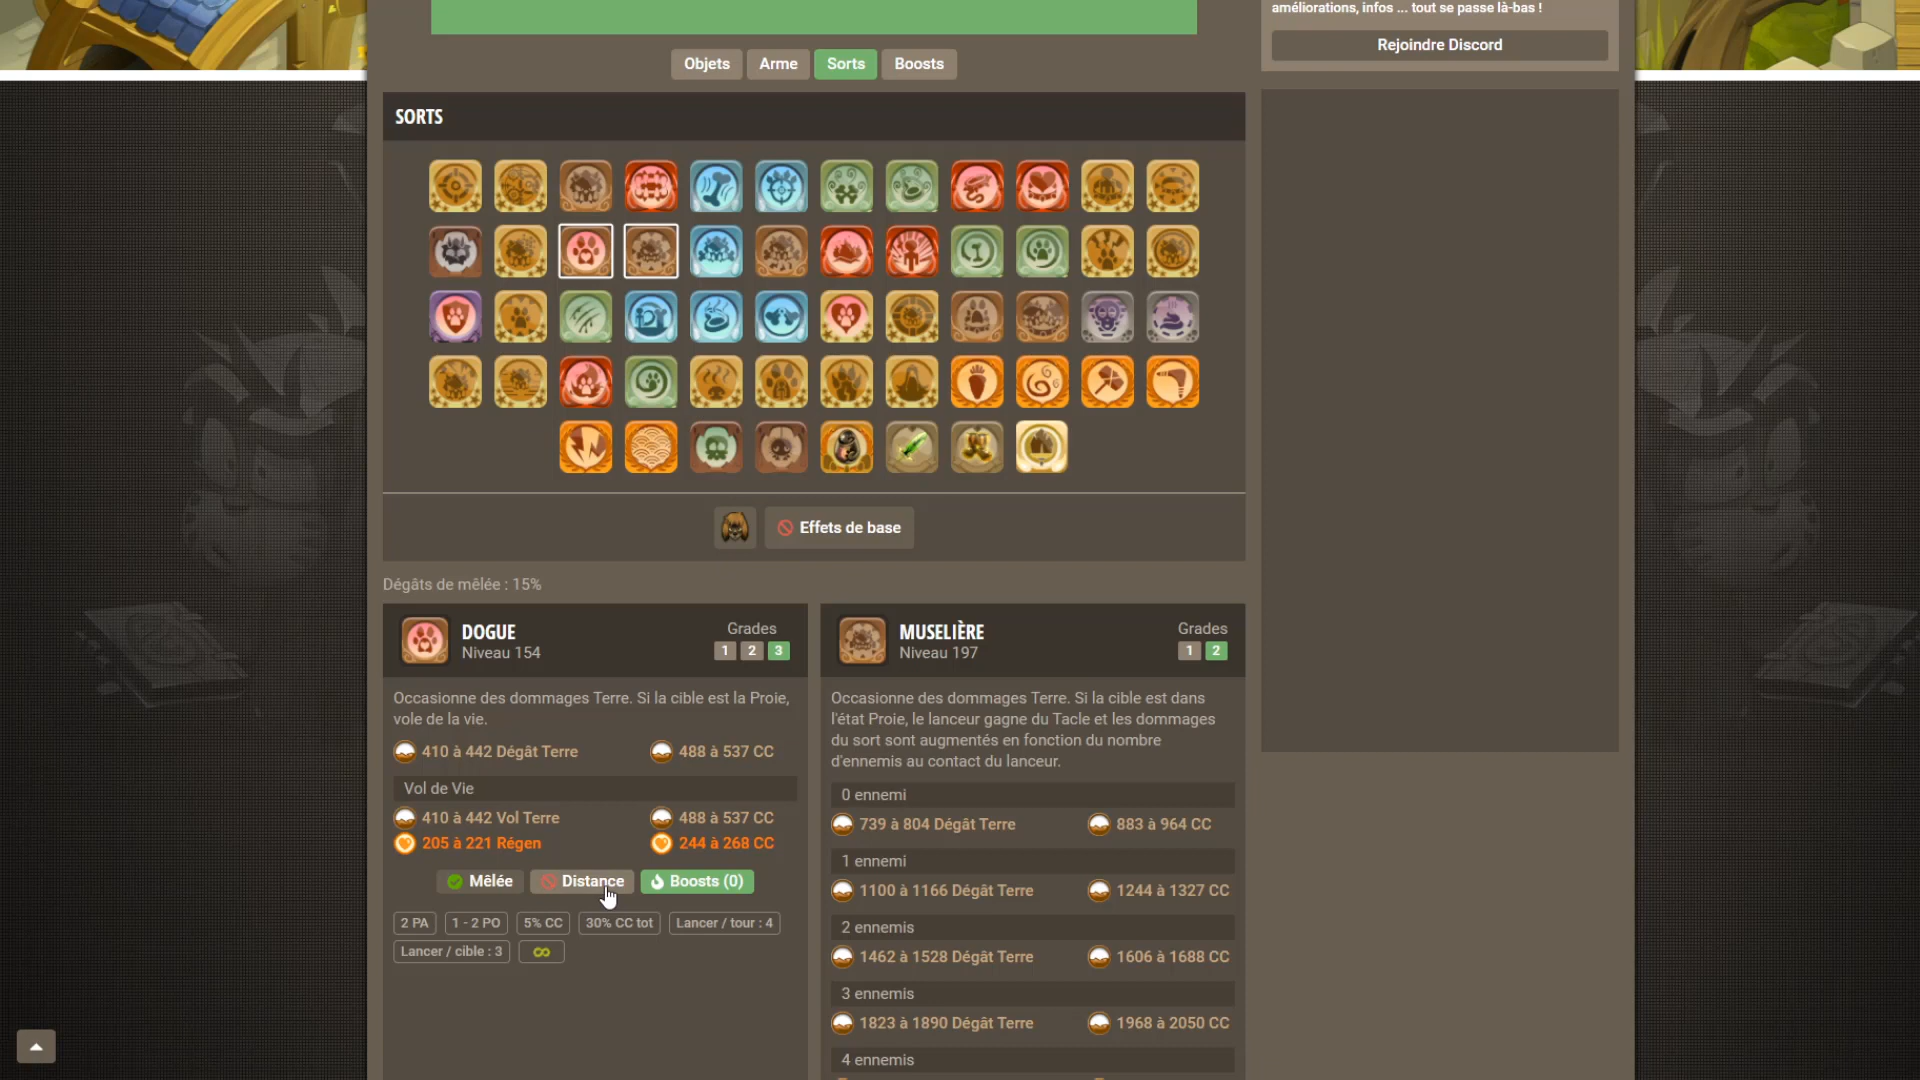 améliorations, infos ... tout se passe là-bas !
Rejoindre Discord
Objets
Arme
Sorts
Boosts
SORTS
Effets de base
Dégâts de mêlée : 15%
DOGUE
Niveau 154
Grades
1 2 3
Occasionne des dommages Terre. Si la cible est la Proie,
vole de la vie.
410 à 442 Dégât Terre
488 à 537 CC
Vol de Vie
410 à 442 Vol Terre
488 à 537 CC
205 à 221 Régen
244 à 268 CC
Mêlée
Distance
Boosts (0)
2 PA
1 - 2 PO
5% CC
30% CC tot
Lancer / tour : 4
Lancer / cible : 3
MUSELIÈRE
Niveau 197
Grades
1 2
Occasionne des dommages Terre. Si la cible est dans
l'état Proie, le lanceur gagne du Tacle et les dommages
du sort sont augmentés en fonction du nombre
d'ennemis au contact du lanceur.
0 ennemi
739 à 804 Dégât Terre
883 à 964 CC
1 ennemi
1100 à 1166 Dégât Terre
1244 à 1327 CC
2 ennemis
1462 à 1528 Dégât Terre
1606 à 1688 CC
3 ennemis
1823 à 1890 Dégât Terre
1968 à 2050 CC
4 ennemis